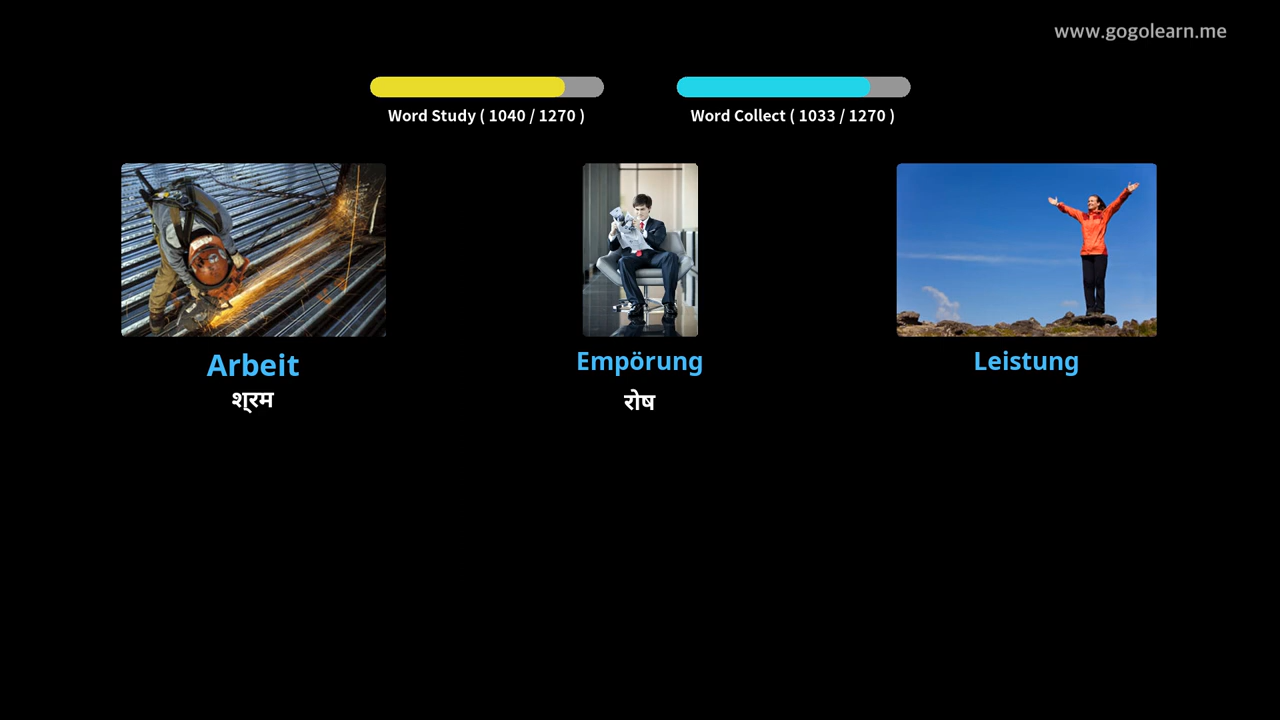 www.gogolearn.me
Word Study ( 1040 / 1270 )
Word Collect ( 1033 / 1270 )
Arbeit
श्रम
Empörung
रोष
Leistung